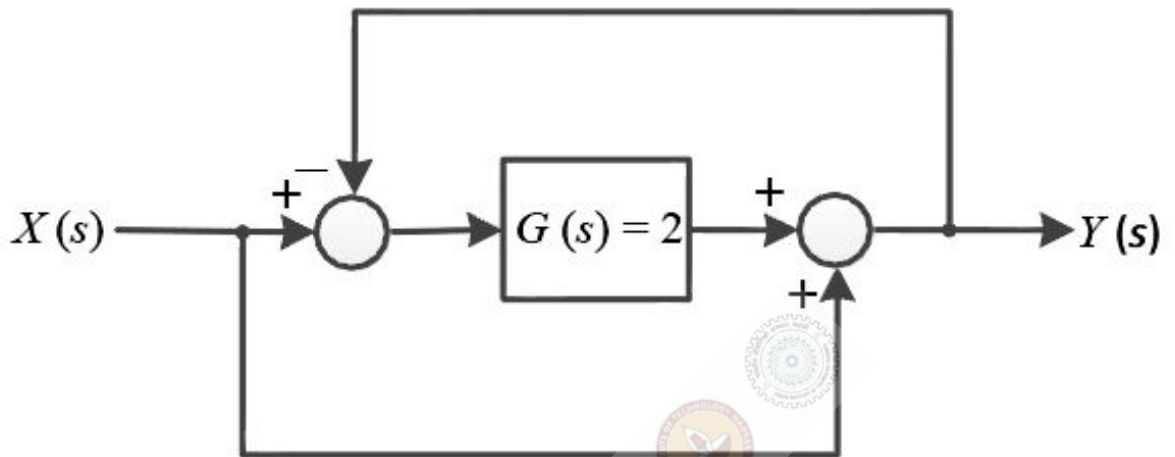 + −
+
X(s)
G(s) = 2
Y(s)
+